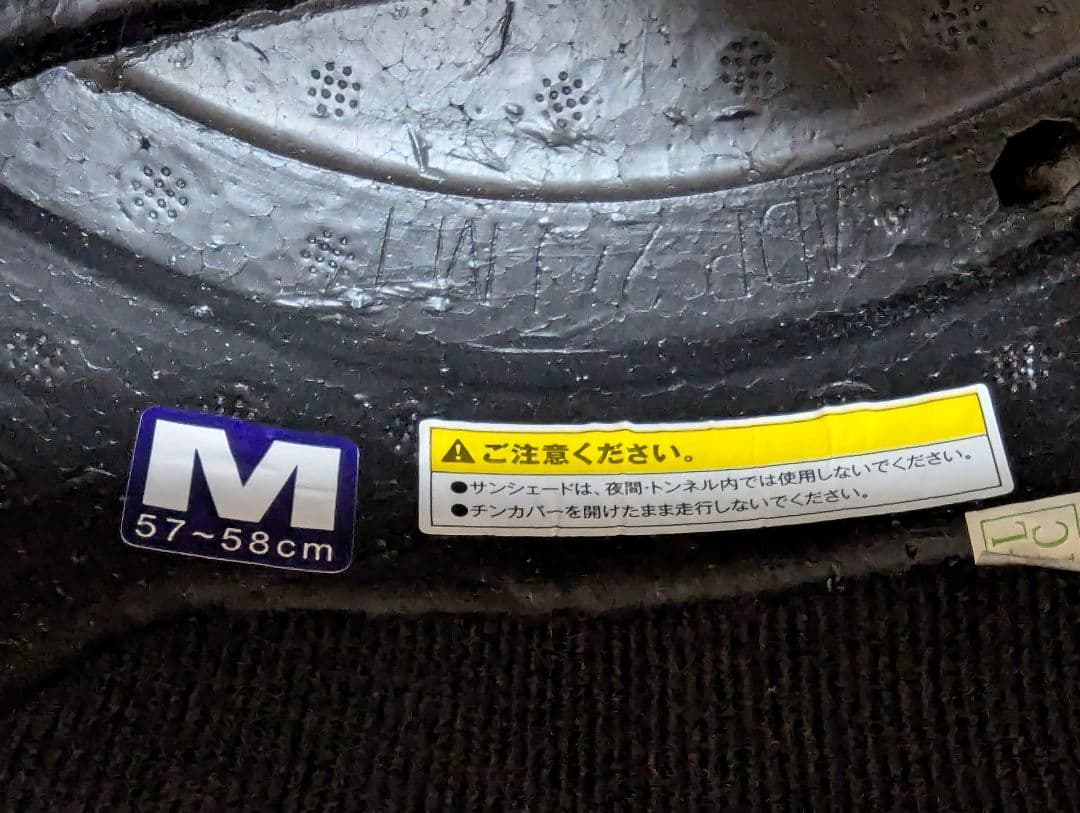 M
57~58cm
⚠ご注意ください。
●サンシェードは、夜間・トンネル内では使用しないでください。
●チンカバーを開けたまま走行しないでください。
L
C